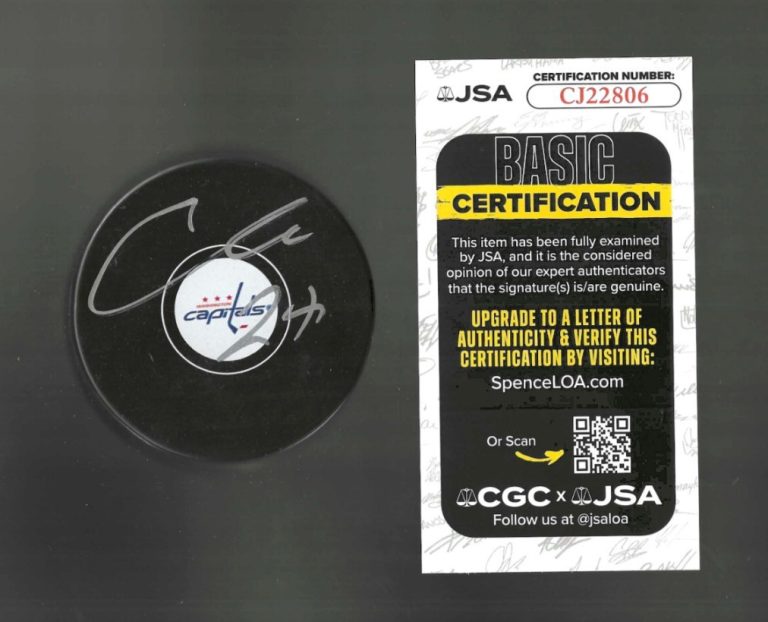 WASHINGTON
capitals
24
JSA
CERTIFICATION NUMBER:
CJ22806
BASIC
CERTIFICATION
This item has been fully examined
by JSA, and it is the considered
opinion of our expert authenticators
that the signature(s) is/are genuine.
UPGRADE TO A LETTER OF
AUTHENTICITY & VERIFY THIS
CERTIFICATION BY VISITING:
SpenceLOA.com
Or Scan
CGC x JSA
Follow us at @jsaloa